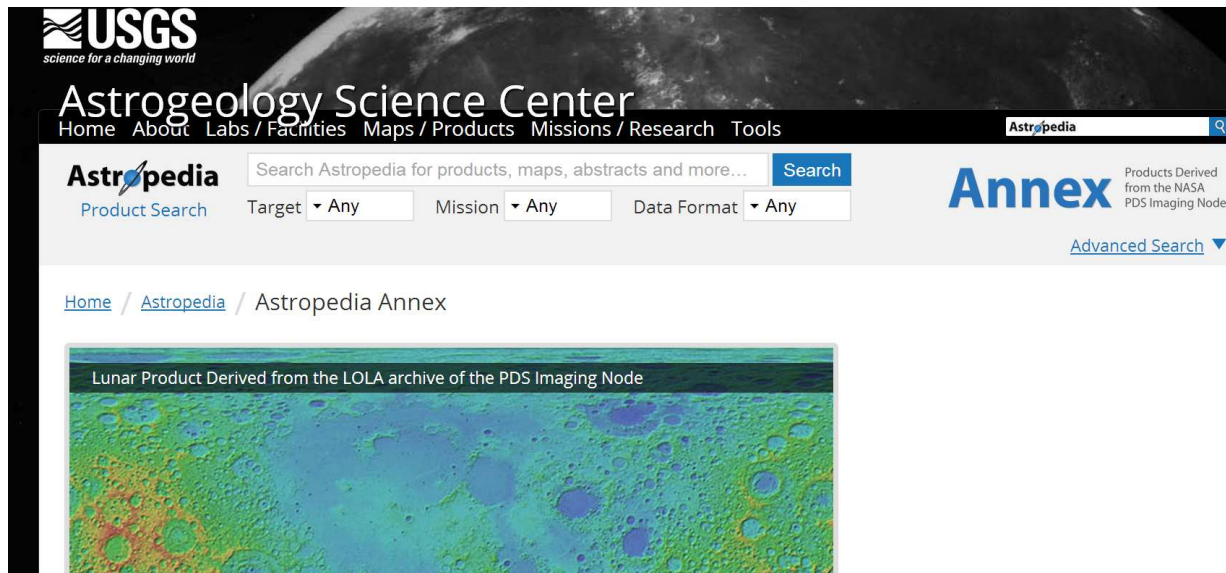 USGS
science for a changing world
Astrogeology Science Center
Home About Labs / Facilities Maps / Products Missions / Research Tools
Astropedia
Astropedia
Product Search
Search Astropedia for products, maps, abstracts and more...
Search
Target Any Mission Any Data Format Any
Annex
Products Derived
from the NASA
PDS Imaging Node
Advanced Search
Home / Astropedia / Astropedia Annex
Lunar Product Derived from the LOLA archive of the PDS Imaging Node